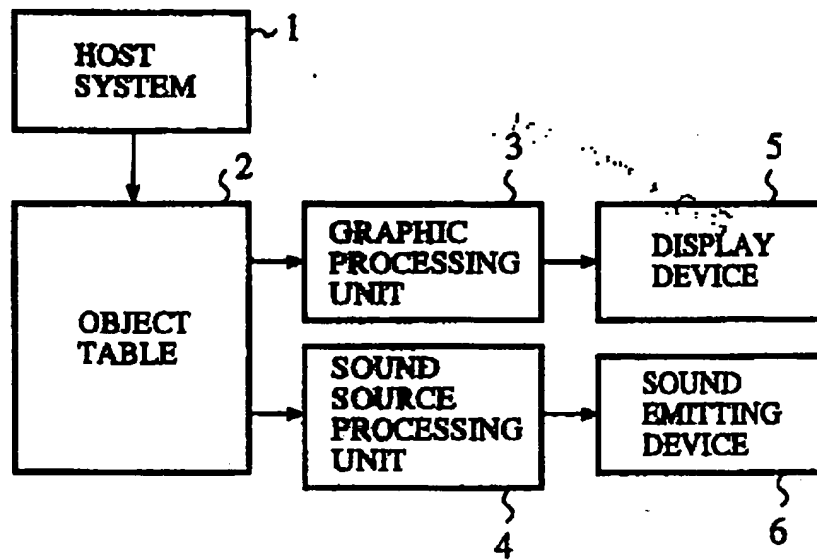 HOST
SYSTEM
1
2
OBJECT
TABLE
3
GRAPHIC
PROCESSING
UNIT
5
DISPLAY
DEVICE
SOUND
SOURCE
PROCESSING
UNIT
4
SOUND
EMITTING
DEVICE
6